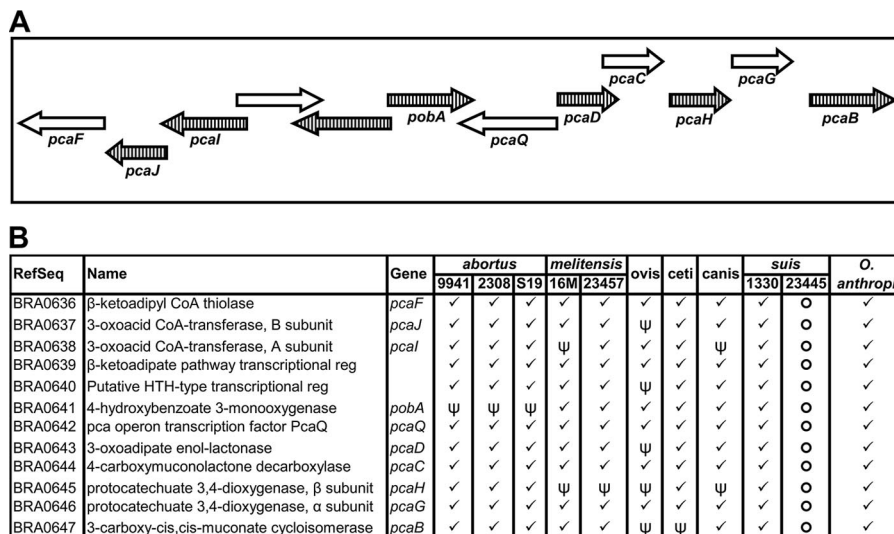 A
pcaC
pcaG
pobA
pcaD
pcaH
pcaB
pcaF
pcaI
pcaQ
pcaJ
B
RefSeq Name Gene abortus melitensis ovis ceti canis suis O. anthropi
9941 2308 S19 16M 23457 1330 23445
BRA0636 β-ketoadipyl CoA thiolase pcaF ✓ ✓ ✓ ✓ ✓ ✓ ✓ ✓ ✓ O ✓
BRA0637 3-oxoacid CoA-transferase, B subunit pcaJ ✓ ✓ ✓ ✓ ✓ ψ ✓ ✓ ✓ O ✓
BRA0638 3-oxoacid CoA-transferase, A subunit pcaI ✓ ✓ ✓ ψ ✓ ✓ ✓ ψ ✓ O ✓
BRA0639 β-ketoadipate pathway transcriptional reg ✓ ✓ ✓ ✓ ✓ ✓ ✓ ✓ ✓ O ✓
BRA0640 Putative HTH-type transcriptional reg ✓ ✓ ✓ ✓ ✓ ψ ✓ ✓ ✓ O ✓
BRA0641 4-hydroxybenzoate 3-monooxygenase pobA ψ ψ ψ ✓ ✓ ✓ ✓ ✓ ✓ O ✓
BRA0642 pca operon transcription factor PcaQ pcaQ ✓ ✓ ✓ ✓ ✓ ✓ ✓ ✓ ✓ O ✓
BRA0643 3-oxoadipate enol-lactonase pcaD ✓ ✓ ✓ ✓ ✓ ψ ✓ ✓ ✓ O ✓
BRA0644 4-carboxymuconolactone decarboxylase pcaC ✓ ✓ ✓ ✓ ✓ ✓ ✓ ✓ ✓ O ✓
BRA0645 protocatechuate 3,4-dioxygenase, β subunit pcaH ✓ ✓ ✓ ψ ψ ψ ✓ ψ ✓ O ✓
BRA0646 protocatechuate 3,4-dioxygenase, α subunit pcaG ✓ ✓ ✓ ✓ ✓ ✓ ✓ ✓ ✓ O ✓
BRA0647 3-carboxy-cis,cis-muconate cycloisomerase pcaB ✓ ✓ ✓ ✓ ✓ ψ ψ ✓ ✓ O ✓